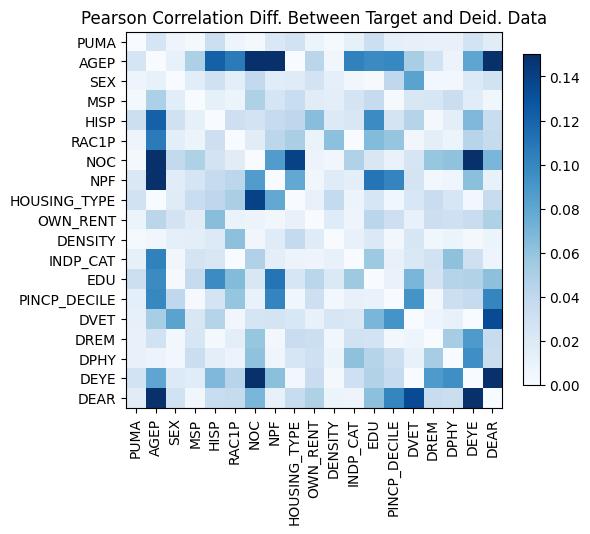 Pearson Correlation Diff. Between Target and Deid. Data
PUMA
AGEP
SEX
MSP
HISP
RAC1P
NOC
NPF
HOUSING_TYPE
OWN_RENT
DENSITY
INDP_CAT
EDU
PINCP_DECILE
DVET
DREM
DPHY
DEYE
DEAR
PUMA
AGEP
SEX
MSP
HISP
RAC1P
NOC
NPF
HOUSING_TYPE
OWN_RENT
DENSITY
INDP_CAT
EDU
PINCP_DECILE
DVET
DREM
DPHY
DEYE
DEAR
0.14
0.12
0.10
0.08
0.06
0.04
0.02
0.00